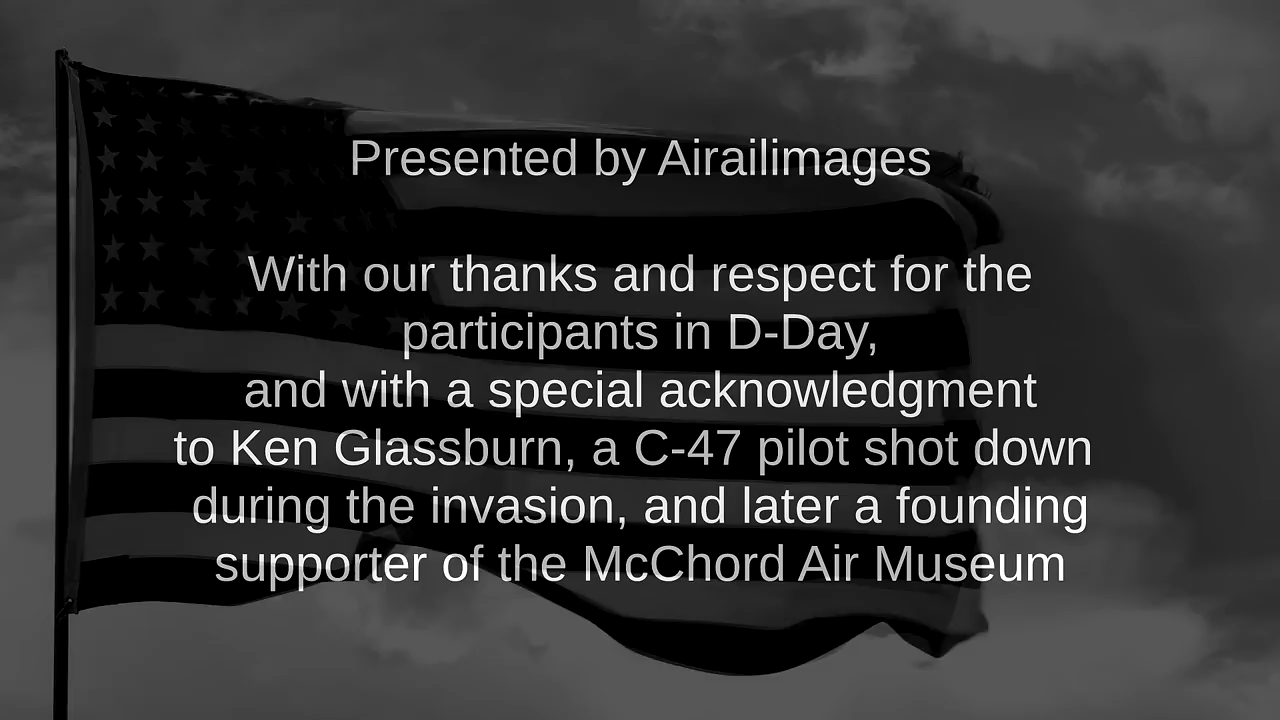 Presented by Airailimages
With our thanks and respect for the
participants in D-Day,
and with a special acknowledgment
to Ken Glassburn, a C-47 pilot shot down
during the invasion, and later a founding
supporter of the McChord Air Museum